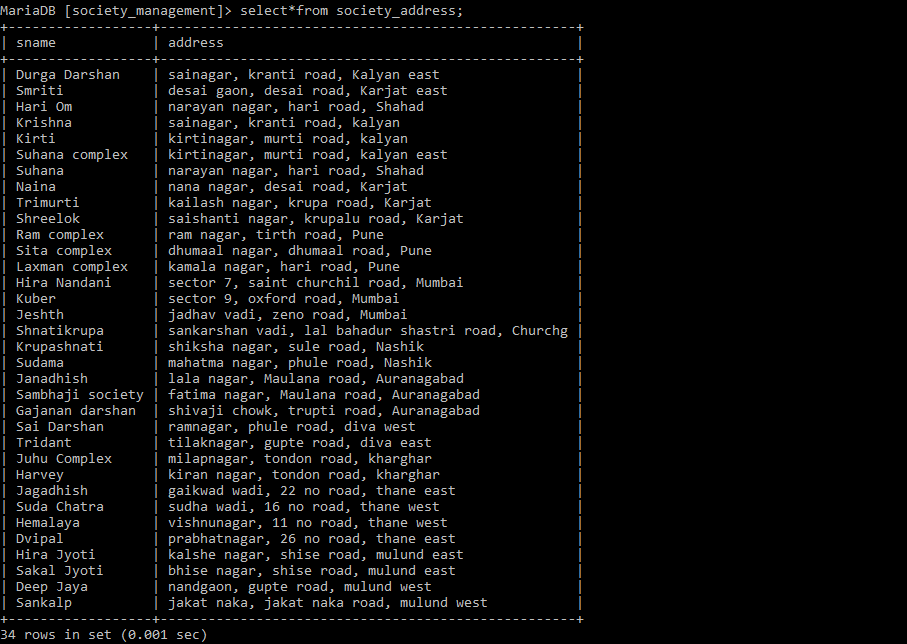 MariaDB [society_management]> select*from society_address;
+------------------+----------------------------------------------------+
| sname            | address                                            |
+------------------+----------------------------------------------------+
| Durga Darshan    | sainagar, kranti road, Kalyan east                 |
| Smriti           | desai gaon, desai road, Karjat east                |
| Hari Om          | narayan nagar, hari road, Shahad                   |
| Krishna          | sainagar, kranti road, kalyan                      |
| Kirti            | kirtinagar, murti road, kalyan                     |
| Suhana complex   | kirtinagar, murti road, kalyan east                |
| Suhana           | narayan nagar, hari road, Shahad                   |
| Naina            | nana nagar, desai road, Karjat                     |
| Trimurti         | kailash nagar, krupa road, Karjat                  |
| Shreelok         | saishanti nagar, krupalu road, Karjat              |
| Ram complex      | ram nagar, tirth road, Pune                        |
| Sita complex     | dhumaal nagar, dhumaal road, Pune                  |
| Laxman complex   | kamala nagar, hari road, Pune                      |
| Hira Nandani     | sector 7, saint churchil road, Mumbai              |
| Kuber            | sector 9, oxford road, Mumbai                      |
| Jeshth           | jadhav vadi, zeno road, Mumbai                     |
| Shnatikrupa      | sankarshan vadi, lal bahadur shastri road, Churchg |
| Krupashnati      | shiksha nagar, sule road, Nashik                   |
| Sudama           | mahatma nagar, phule road, Nashik                  |
| Janadhish        | lala nagar, Maulana road, Auranagabad              |
| Sambhaji society | fatima nagar, Maulana road, Auranagabad            |
| Gajanan darshan  | shivaji chowk, trupti road, Auranagabad            |
| Sai Darshan      | ramnagar, phule road, diva west                    |
| Tridant          | tilaknagar, gupte road, diva east                  |
| Juhu Complex     | milapnagar, tondon road, kharghar                  |
| Harvey           | kiran nagar, tondon road, kharghar                 |
| Jagadhish        | gaikwad wadi, 22 no road, thane east               |
| Suda Chatra      | sudha wadi, 16 no road, thane west                 |
| Hemalaya         | vishnunagar, 11 no road, thane west                |
| Dvipal           | prabhatnagar, 26 no road, thane east               |
| Hira Jyoti       | kalshe nagar, shise road, mulund east              |
| Sakal Jyoti      | bhise nagar, shise road, mulund east               |
| Deep Jaya        | nandgaon, gupte road, mulund west                  |
| Sankalp          | jakat naka, jakat naka road, mulund west           |
+------------------+----------------------------------------------------+
34 rows in set (0.001 sec)